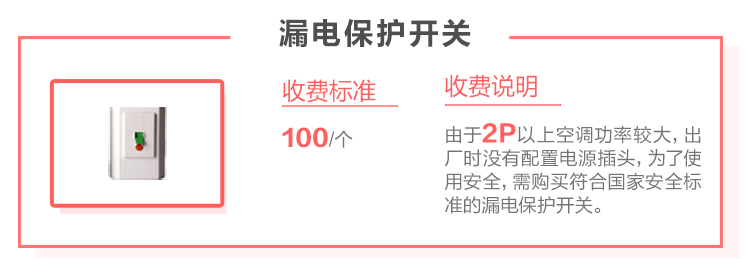 漏电保护开关
收费标准
100/个
收费说明
由于2P以上空调功率较大，出
厂时没有配置电源插头，为了使
用安全，需购买符合国家安全标
准的漏电保护开关。